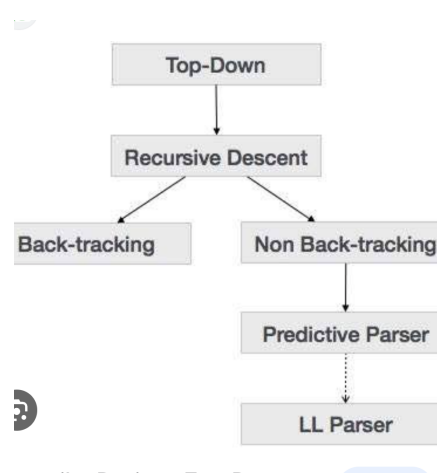 Top-Down
Recursive Descent
Back-tracking
Non Back-tracking
Predictive Parser
LL Parser